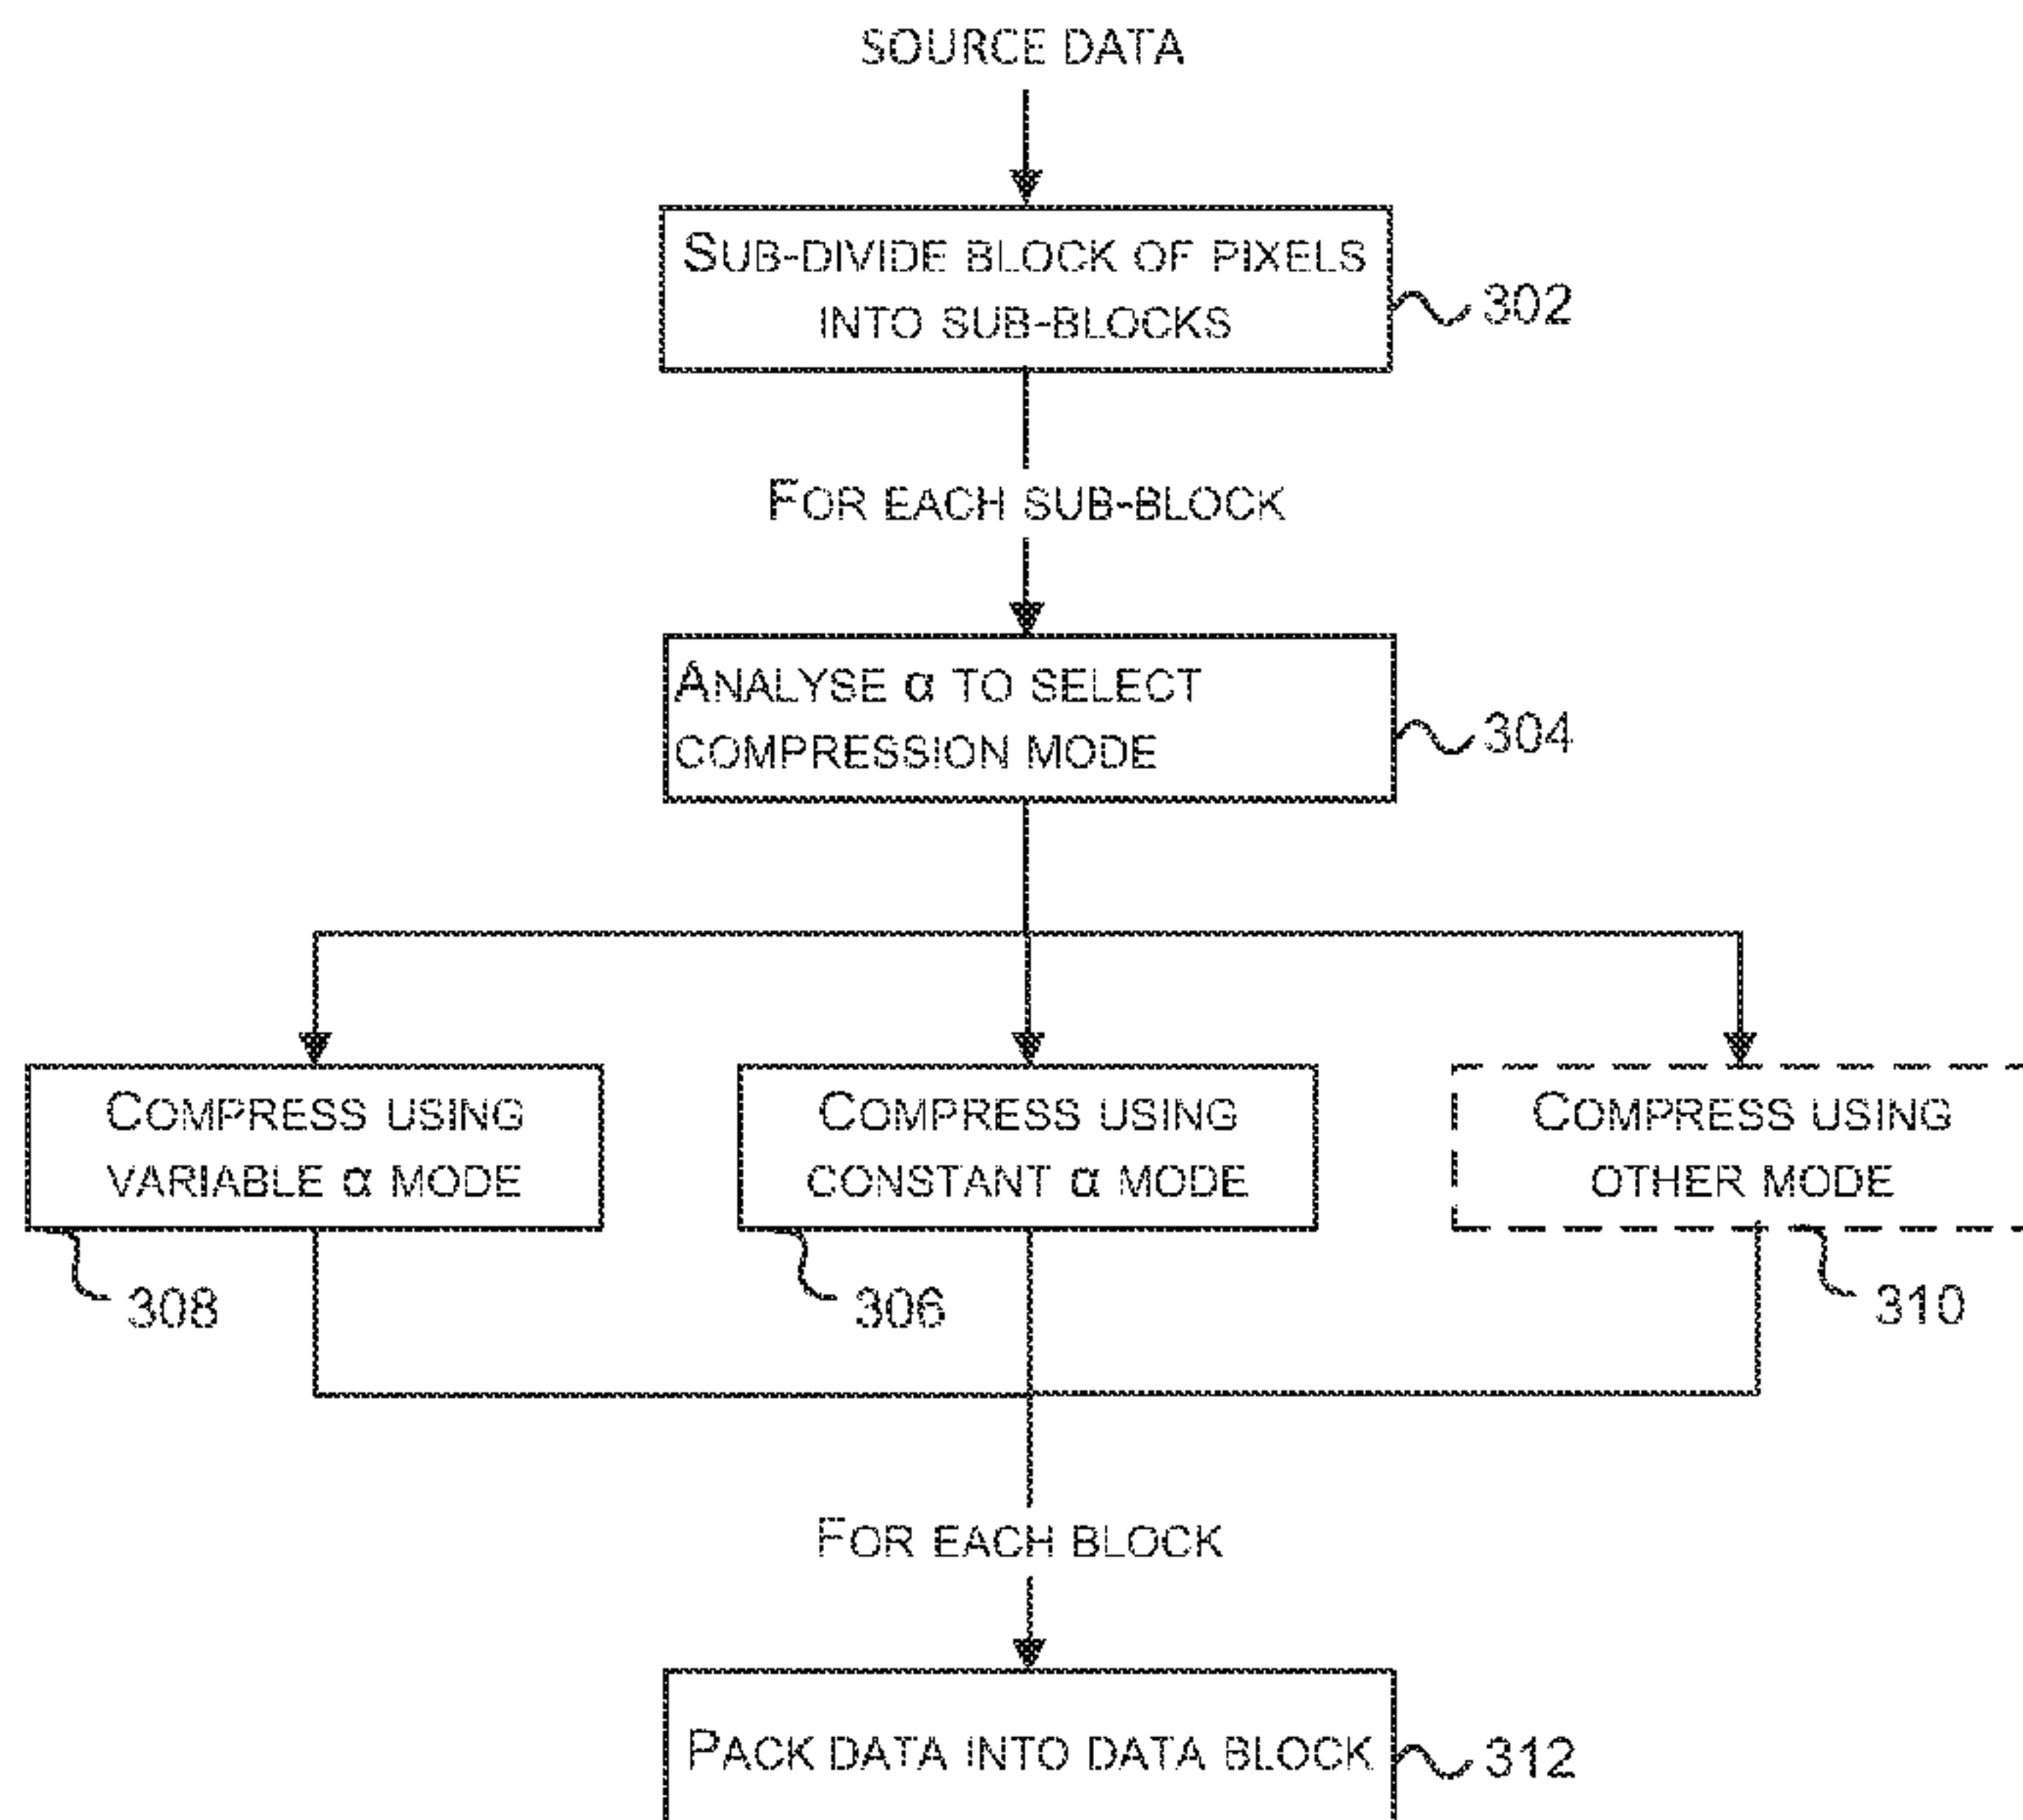 SOURCE DATA
SUB-DIVIDE BLOCK OF PIXELS
INTO SUB-BLOCKS
302
FOR EACH SUB-BLOCK
ANALYSE α TO SELECT
COMPRESSION MODE
304
COMPRESS USING
VARIABLE α MODE
308
COMPRESS USING
CONSTANT α MODE
306
COMPRESS USING
OTHER MODE
310
FOR EACH BLOCK
PACK DATA INTO DATA BLOCK
312